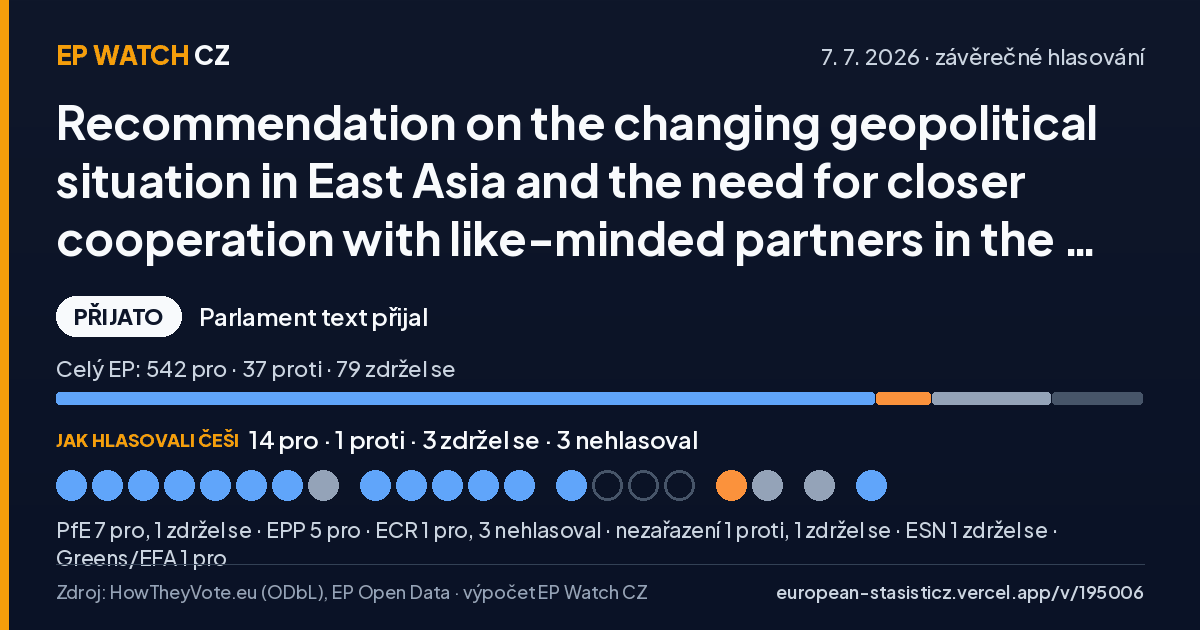 EP WATCH CZ
7. 7. 2026 · závěrečné hlasování
Recommendation on the changing geopolitical
situation in East Asia and the need for closer
cooperation with like-minded partners in the …
PŘIJATO Parlament text přijal
Celý EP: 542 pro · 37 proti · 79 zdržel se
JAK HLASOVALI ČEŠI 14 pro · 1 proti · 3 zdržel se · 3 nehlasoval
PfE 7 pro, 1 zdržel se · EPP 5 pro · ECR 1 pro, 3 nehlasoval · nezařazení 1 proti, 1 zdržel se · ESN 1 zdržel se ·
Greens/EFA 1 pro
Zdroj: HowTheyVote.eu (ODbL), EP Open Data · výpočet EP Watch CZ
european-stasisticz.vercel.app/v/195006